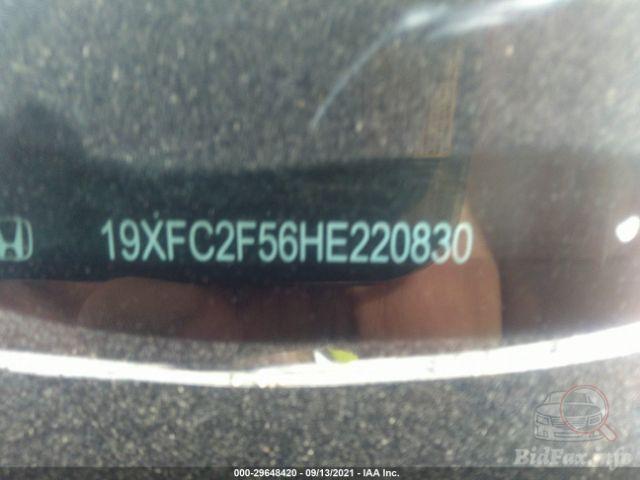 19XFC2F56HE220830
BidFax.info
000-29648420 - 09/13/2021 - IAA Inc.